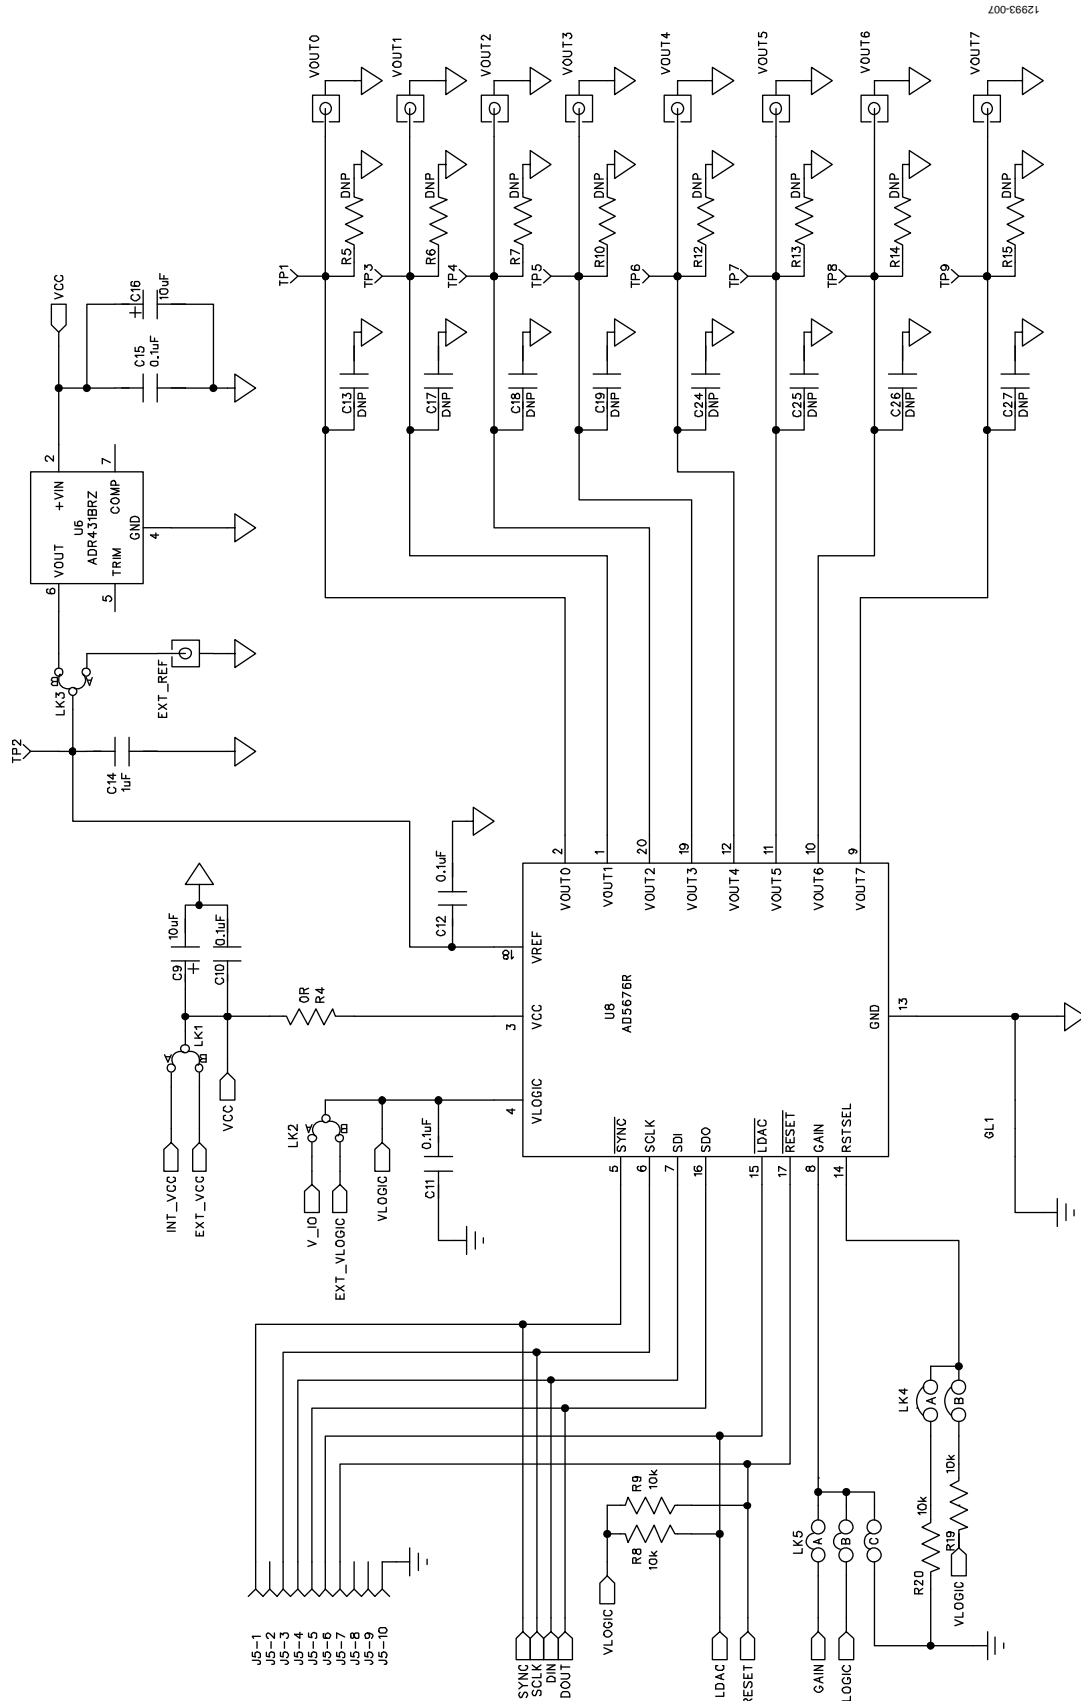 12993-007
VOUT0
VOUT1
VOUT2
VOUT3
VOUT4
VOUT5
VOUT6
VOUT7
DNP
DNP
DNP
DNP
DNP
DNP
DNP
DNP
R5
R6
R7
R10
R12
R13
R14
R15
TP1
TP3
TP4
TP5
TP6
TP7
TP8
TP9
C13
DNP
C17
DNP
C18
DNP
C19
DNP
C24
DNP
C25
DNP
C26
DNP
C27
DNP
VCC
C16
10uF
+
C15
0.1uF
2
7
+VIN
COMP
U6
ADR431BRZ
GND
4
VOUT
TRIM
6
5
B
A
LK3
EXT_REF
TP2
C14
1uF
0.1uF
C12
10uF
C9
+
0.1uF
C10
0R
R4
LK1
A
B
INT_VCC
EXT_VCC
VCC
LK2
A
B
V_IO
EXT_VLOGIC
VLOGIC
0.1uF
C11
2
1
20
19
12
11
10
9
VOUT0
VOUT1
VOUT2
VOUT3
VOUT4
VOUT5
VOUT6
VOUT7
18
VREF
3
VCC
4
VLOGIC
U8
AD5676R
GND
13
SYNC
SCLK
SDI
SDO
LDAC
RESET
GAIN
RSTSEL
5
6
7
16
15
17
8
14
GL1
J5-1
J5-2
J5-3
J5-4
J5-5
J5-6
J5-7
J5-8
J5-9
J5-10
SYNC
SCLK
DIN
DOUT
R9
10k
R8
10k
VLOGIC
LDAC
RESET
LK5
A
B
C
GAIN
LOGIC
LK4
A
B
10k
R20
10k
R19
VLOGIC